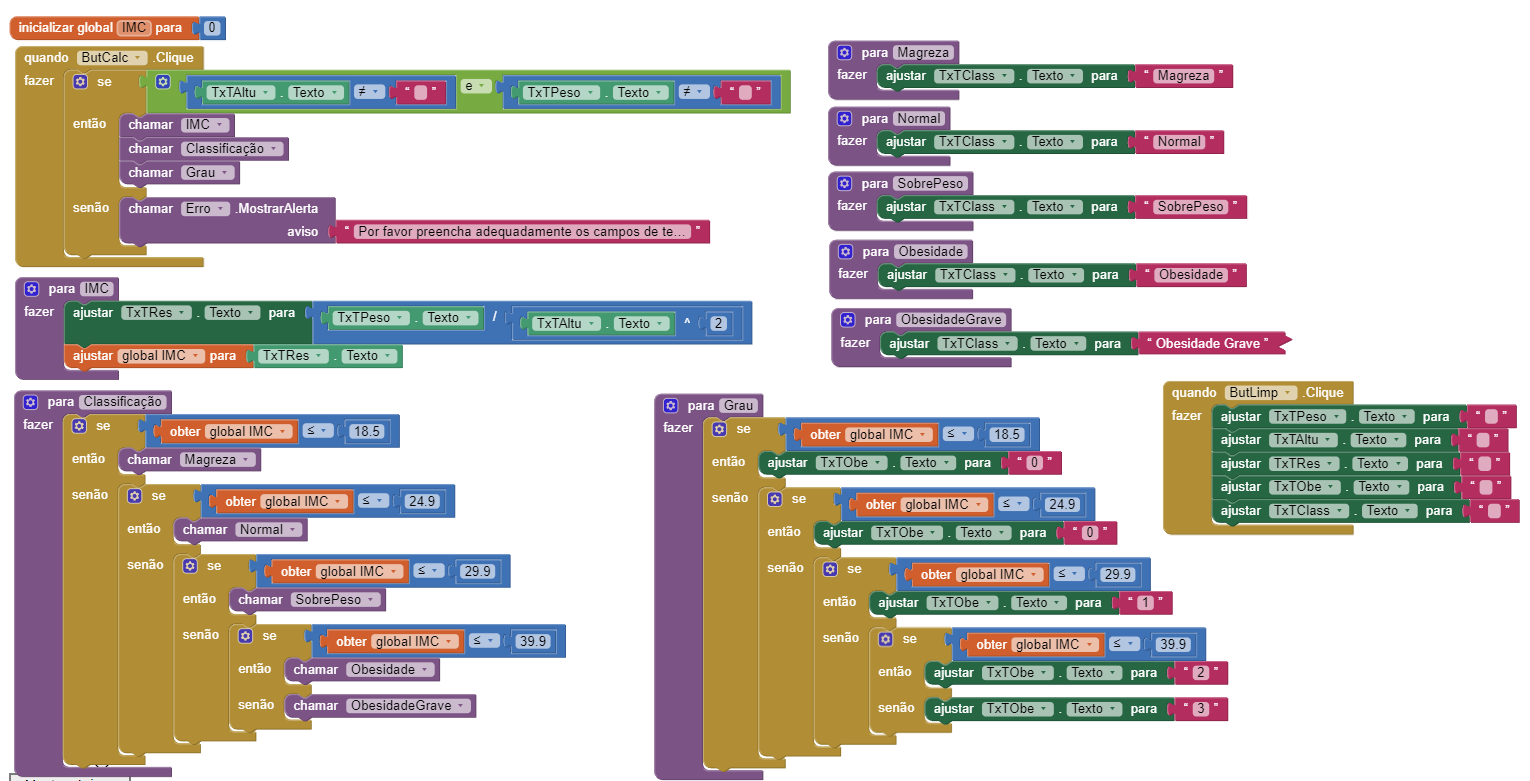 inicializar global IMC para 0
quando ButCalc .Clique
fazer se TxTAltu . Texto ≠ “ ” e TxTPeso . Texto ≠ “ ”
então chamar IMC
chamar Classificação
chamar Grau
senão chamar Erro .MostrarAlerta
aviso “ Por favor preencha adequadamente os campos de te... ”
para IMC
fazer ajustar TxTRes . Texto para TxTPeso . Texto / TxTAltu . Texto ^ 2
ajustar global IMC para TxTRes . Texto
para Classificação
fazer se obter global IMC ≤ 18.5
então chamar Magreza
senão se obter global IMC ≤ 24.9
então chamar Normal
senão se obter global IMC ≤ 29.9
então chamar SobrePeso
senão se obter global IMC ≤ 39.9
então chamar Obesidade
senão chamar ObesidadeGrave
para Grau
fazer se obter global IMC ≤ 18.5
então ajustar TxTObe . Texto para “ 0 ”
senão se obter global IMC ≤ 24.9
então ajustar TxTObe . Texto para “ 0 ”
senão se obter global IMC ≤ 29.9
então ajustar TxTObe . Texto para “ 1 ”
senão se obter global IMC ≤ 39.9
então ajustar TxTObe . Texto para “ 2 ”
senão ajustar TxTObe . Texto para “ 3 ”
para Magreza
fazer ajustar TxTClass . Texto para “ Magreza ”
para Normal
fazer ajustar TxTClass . Texto para “ Normal ”
para SobrePeso
fazer ajustar TxTClass . Texto para “ SobrePeso ”
para Obesidade
fazer ajustar TxTClass . Texto para “ Obesidade ”
para ObesidadeGrave
fazer ajustar TxTClass . Texto para “ Obesidade Grave ”
quando ButLimp .Clique
fazer ajustar TxTPeso . Texto para “ ”
ajustar TxTAltu . Texto para “ ”
ajustar TxTRes . Texto para “ ”
ajustar TxTObe . Texto para “ ”
ajustar TxTClass . Texto para “ ”